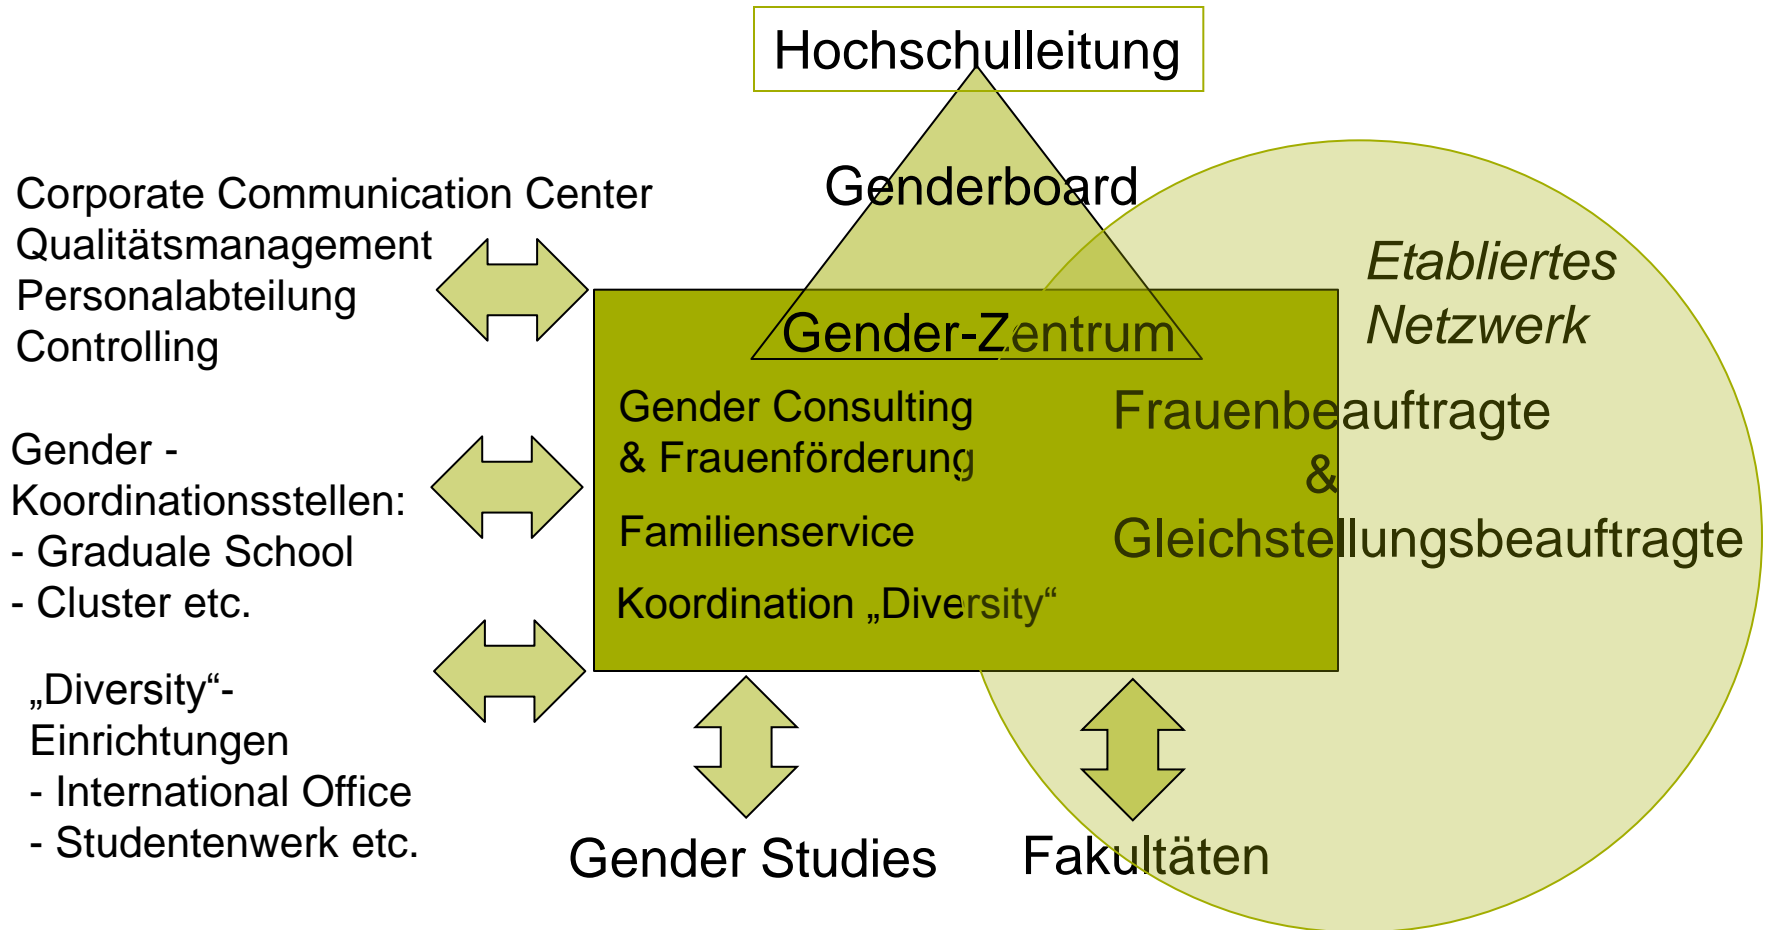 Hochschulleitung
Genderboard
Corporate Communication Center
Qualitätsmanagement
Personalabteilung
Controlling
Gender -
Koordinationsstellen:
- Graduale School
- Cluster etc.
„Diversity“-
Einrichtungen
- International Office
- Studentenwerk etc.
Gender-Zentrum
Gender Consulting
& Frauenförderung
Familienservice
Koordination „Diversity“
Etabliertes
Netzwerk
Frauenbeauftragte
&
Gleichstellungsbeauftragte
Gender Studies
Fakultäten